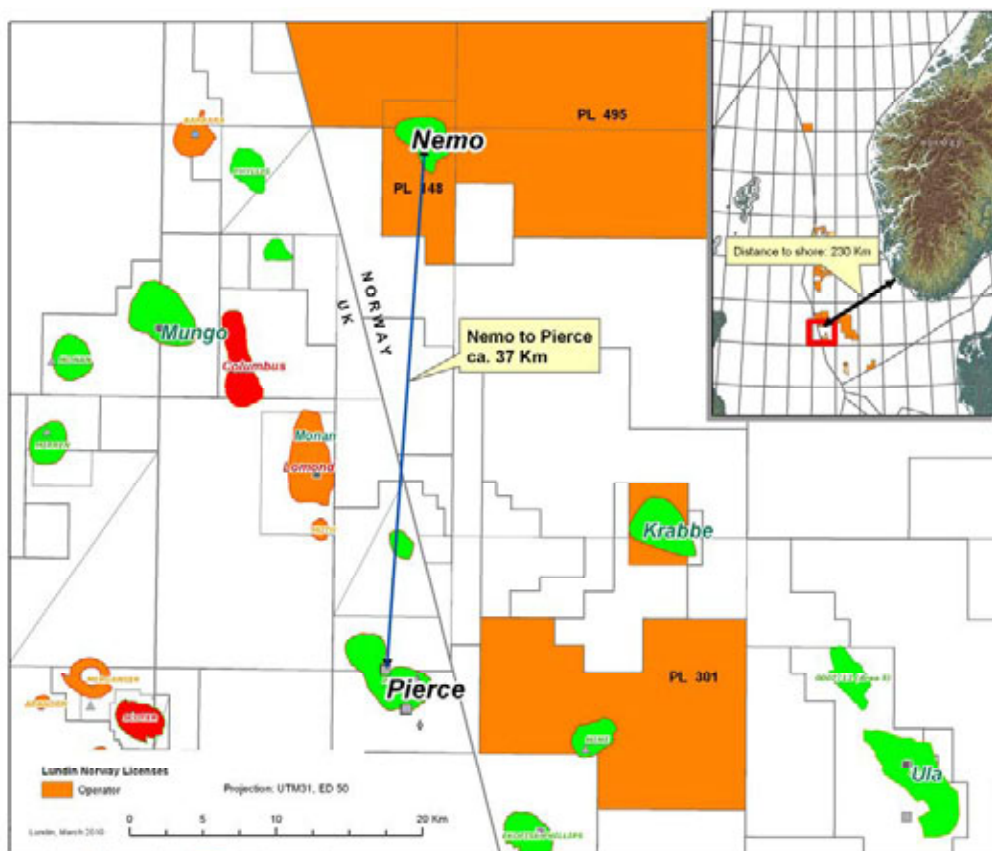 PL 495
Nemo
PL 148
NORWAY
UK
Distance to shore: 230 Km
Mungo
Columbus
Nemo to Pierce
ca. 37 Km
Monan
Lomond
Krabbe
Pierce
PL 301
Ula
Lundin Norway Licenses
Operator
Projection: UTM31, ED 50
Lundin, March 2010
0 5 10 20 Km